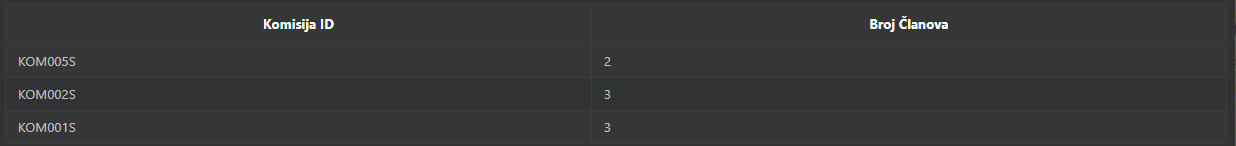 Komisija ID Broj Članova
KOM005S 2
KOM002S 3
KOM001S 3